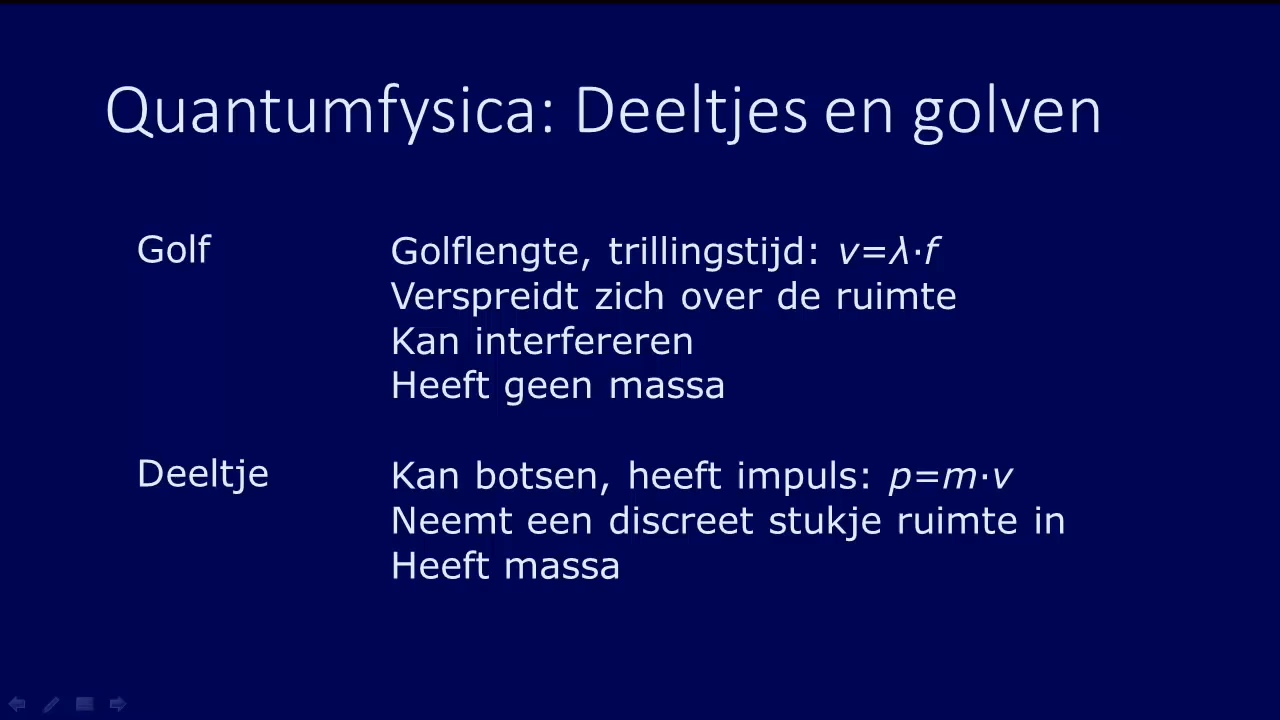 Quantumfysica: Deeltjes en golven
Golf
Golflengte, trillingstijd: v=λ·f
Verspreidt zich over de ruimte
Kan interfereren
Heeft geen massa
Deeltje
Kan botsen, heeft impuls: p=m·v
Neemt een discreet stukje ruimte in
Heeft massa